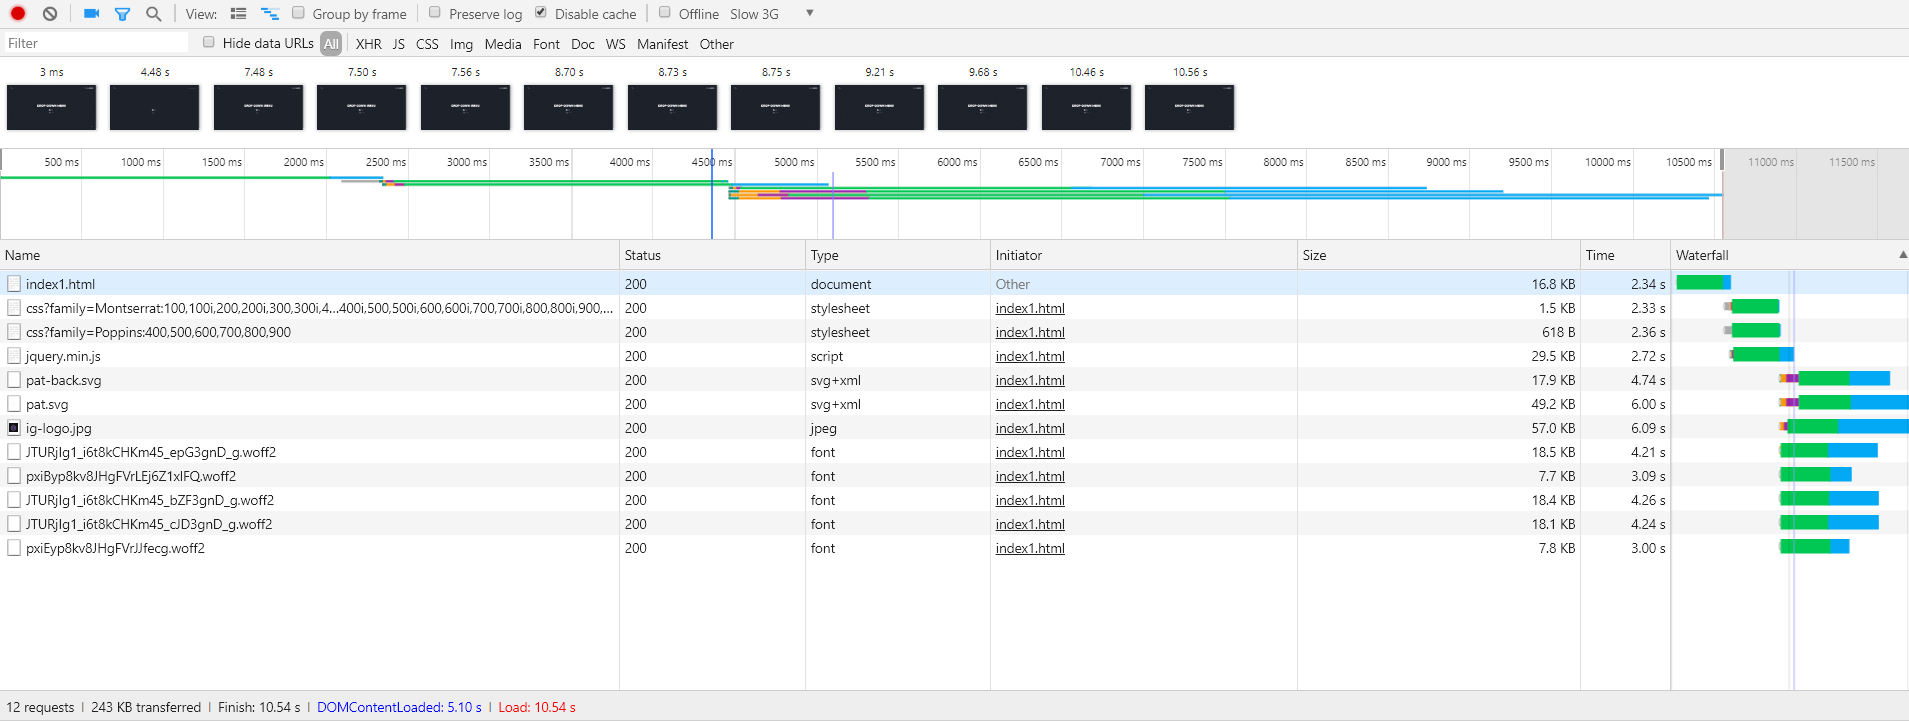 View: Group by frame Preserve log Disable cache Offline Slow 3G
Filter Hide data URLs All XHR JS CSS Img Media Font Doc WS Manifest Other
3 ms 4.48 s 7.48 s 7.50 s 7.56 s 8.70 s 8.73 s 8.75 s 9.21 s 9.68 s 10.46 s 10.56 s
500 ms 1000 ms 1500 ms 2000 ms 2500 ms 3000 ms 3500 ms 4000 ms 4500 ms 5000 ms 5500 ms 6000 ms 6500 ms 7000 ms 7500 ms 8000 ms 8500 ms 9000 ms 9500 ms 10000 ms 10500 ms 11000 ms 11500 ms
Name Status Type Initiator Size Time Waterfall
index1.html 200 document Other 16.8 KB 2.34 s
css?family=Montserrat:100,100i,200,200i,300,300i,4...400i,500,500i,600,600i,700,700i,800,800i,900,... 200 stylesheet index1.html 1.5 KB 2.33 s
css?family=Poppins:400,500,600,700,800,900 200 stylesheet index1.html 618 B 2.36 s
jquery.min.js 200 script index1.html 29.5 KB 2.72 s
pat-back.svg 200 svg+xml index1.html 17.9 KB 4.74 s
pat.svg 200 svg+xml index1.html 49.2 KB 6.00 s
ig-logo.jpg 200 jpeg index1.html 57.0 KB 6.09 s
JTURjIg1_i6t8kCHKm45_epG3gnD_g.woff2 200 font index1.html 18.5 KB 4.21 s
pxiByp8kv8JHgFVrLEj6Z1xlFQ.woff2 200 font index1.html 7.7 KB 3.09 s
JTURjIg1_i6t8kCHKm45_bZF3gnD_g.woff2 200 font index1.html 18.4 KB 4.26 s
JTURjIg1_i6t8kCHKm45_cJD3gnD_g.woff2 200 font index1.html 18.1 KB 4.24 s
pxiEyp8kv8JHgFVrJJfecg.woff2 200 font index1.html 7.8 KB 3.00 s
12 requests | 243 KB transferred | Finish: 10.54 s | DOMContentLoaded: 5.10 s | Load: 10.54 s